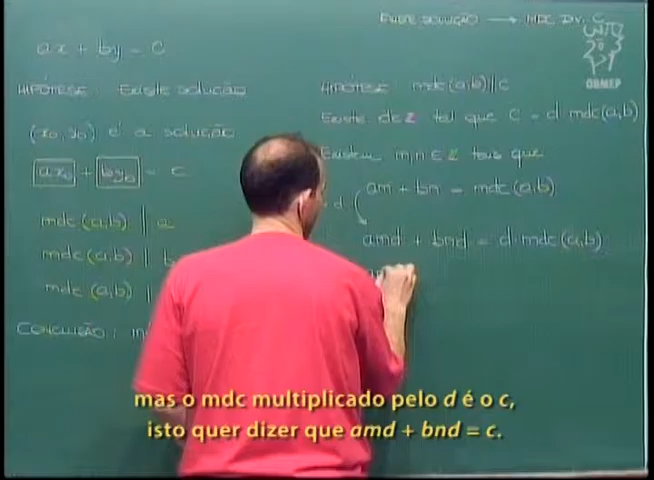 EXISTE SOLUÇÃO → MDC DIV. C
OBMEP
ax + by = c
HIPÓTESE: EXISTE SOLUÇÃO
(x₀, y₀) é a solução
ax₀ + by₀ = c
mdc (a,b) | a
mdc (a,b) | b
mdc (a,b) |
CONCLUSÃO:
HIPÓTESE mdc (a,b) | c
EXISTE d ∈ Z tal que c = d mdc(a,b)
EXISTEM m, n ∈ Z tais que
d
am + bn = mdc(a,b)
amd + bnd = d·mdc(a,b)
mas o mdc multiplicado pelo d é o c,
isto quer dizer que amd + bnd = c.